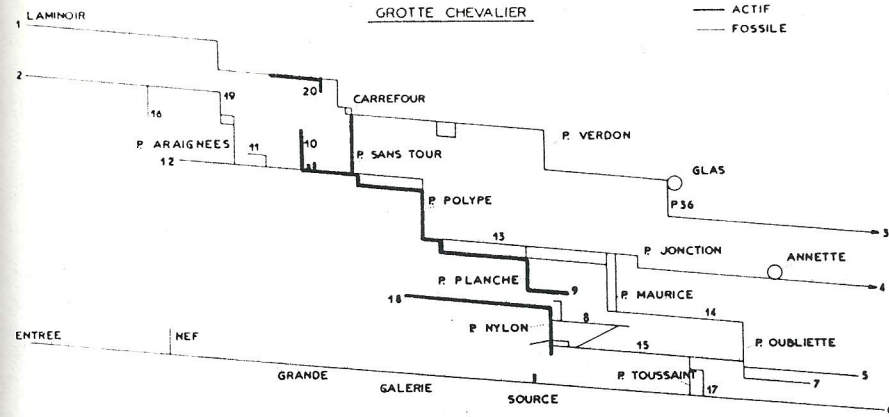 GROTTE CHEVALIER
ACTIF
FOSSILE
1 LAMINOIR
2
20
CARREFOUR
19
16
P. VERDON
P. ARAIGNEES
11
10
P. SANS TOUR
12
GLAS
P36
P. POLYPE
3
13
P. JONCTION
ANNETTE
P. PLANCHE
9
4
18
P. MAURICE
14
8
P. NYLON
ENTREE
NEF
15
P. OUBLIETTE
GRANDE
P. TOUSSAINT
5
7
GALERIE
17
SOURCE
6